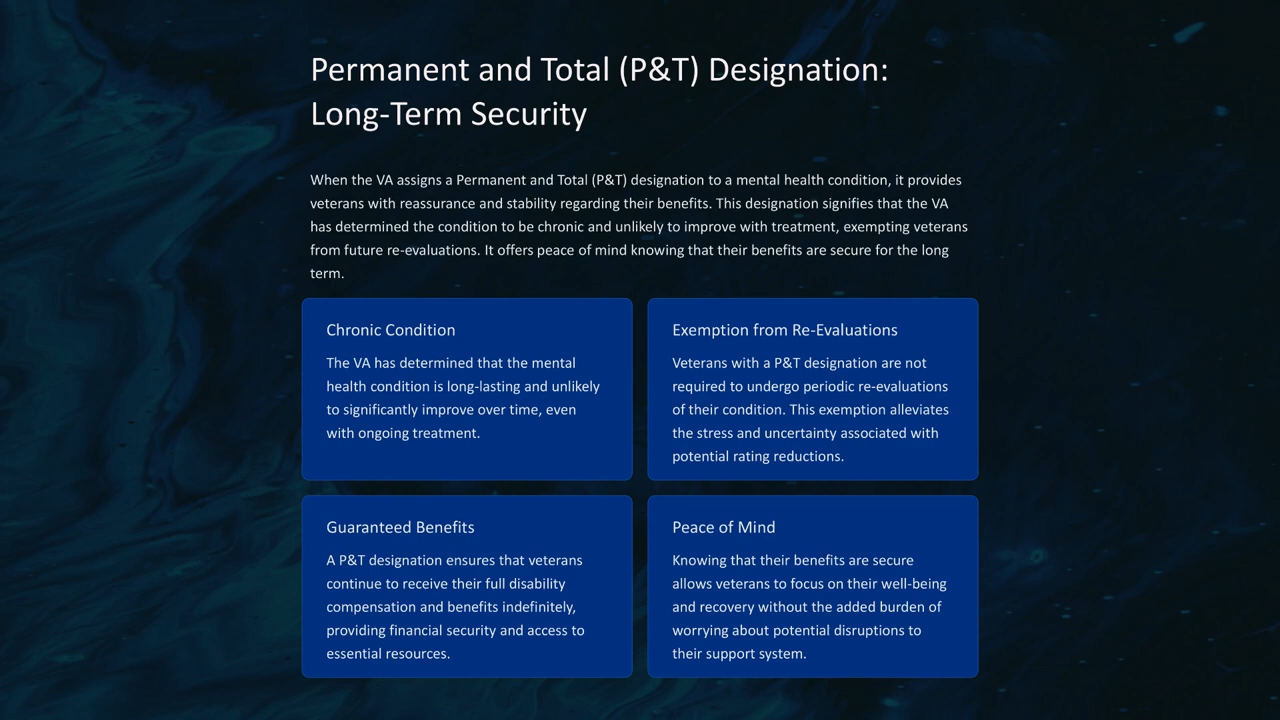 Permanent and Total (P&T) Designation:
Long-Term Security
When the VA assigns a Permanent and Total (P&T) designation to a mental health condition, it provides
veterans with reassurance and stability regarding their benefits. This designation signifies that the VA
has determined the condition to be chronic and unlikely to improve with treatment, exempting veterans
from future re-evaluations. It offers peace of mind knowing that their benefits are secure for the long
term.
Chronic Condition
The VA has determined that the mental
health condition is long-lasting and unlikely
to significantly improve over time, even
with ongoing treatment.
Exemption from Re-Evaluations
Veterans with a P&T designation are not
required to undergo periodic re-evaluations
of their condition. This exemption alleviates
the stress and uncertainty associated with
potential rating reductions.
Guaranteed Benefits
A P&T designation ensures that veterans
continue to receive their full disability
compensation and benefits indefinitely,
providing financial security and access to
essential resources.
Peace of Mind
Knowing that their benefits are secure
allows veterans to focus on their well-being
and recovery without the added burden of
worrying about potential disruptions to
their support system.